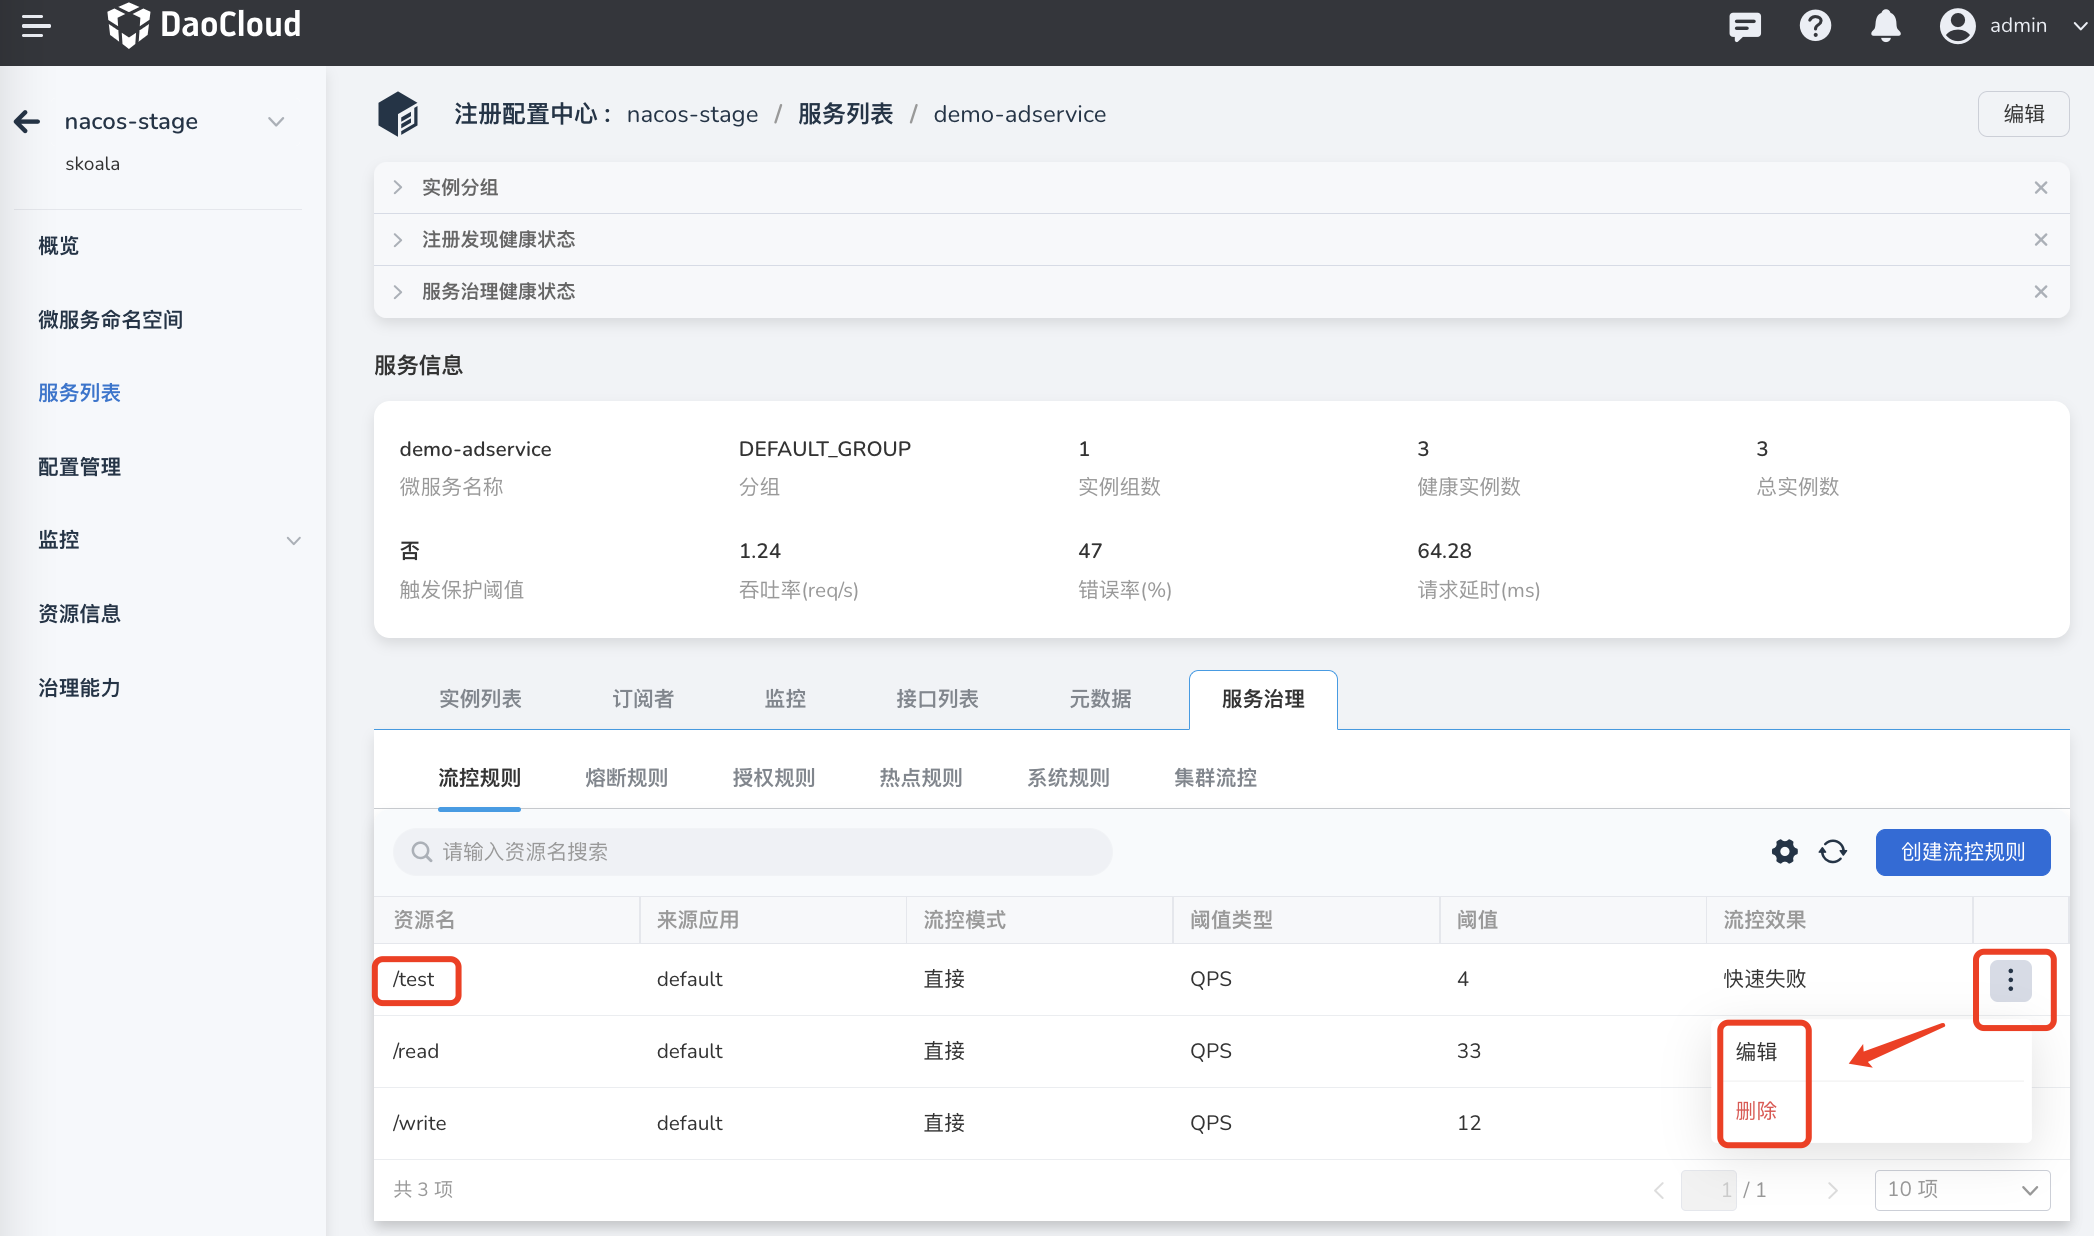 DaoCloud
admin
nacos-stage
skoala
概览
微服务命名空间
服务列表
配置管理
监控
资源信息
治理能力
注册配置中心： nacos-stage / 服务列表 / demo-adservice
编辑
实例分组
注册发现健康状态
服务治理健康状态
服务信息
demo-adservice DEFAULT_GROUP 1 3 3
微服务名称 分组 实例组数 健康实例数 总实例数
否 1.24 47 64.28
触发保护阈值 吞吐率(req/s) 错误率(%) 请求延时(ms)
实例列表 订阅者 监控 接口列表 元数据 服务治理
流控规则 熔断规则 授权规则 热点规则 系统规则 集群流控
请输入资源名搜索 创建流控规则
资源名 来源应用 流控模式 阈值类型 阈值 流控效果
/test default 直接 QPS 4 快速失败
/read default 直接 QPS 33
编辑
删除
/write default 直接 QPS 12
共 3 项 1 / 1 10 项